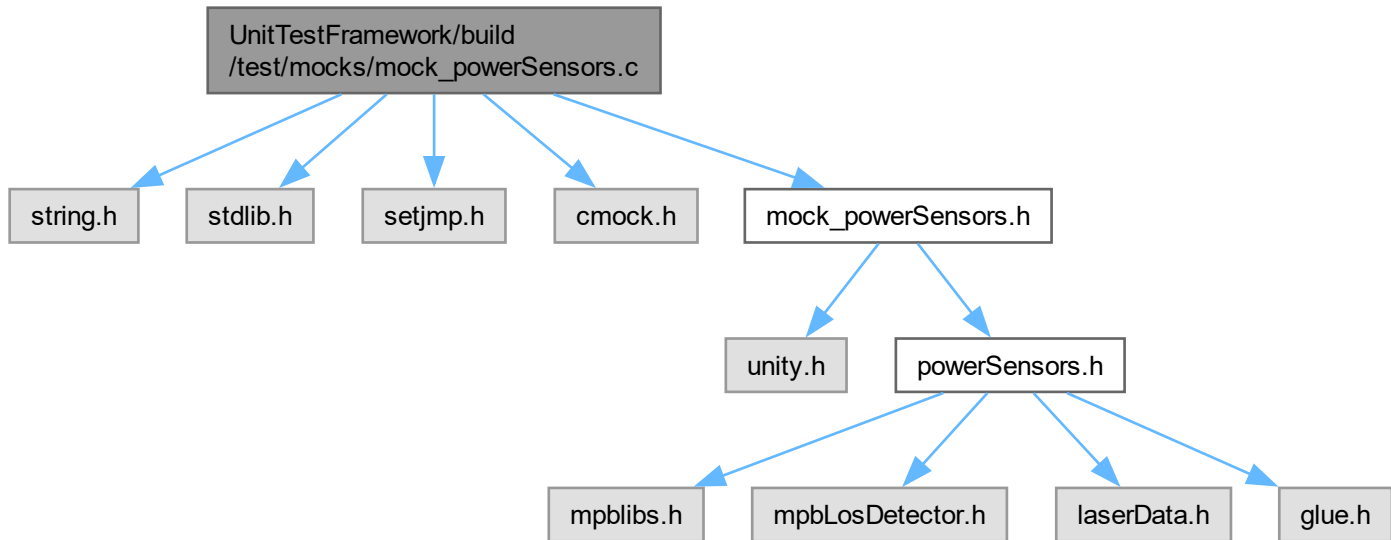 UnitTestFramework/build
/test/mocks/mock_powerSensors.c
string.h
stdlib.h
setjmp.h
cmock.h
mock_powerSensors.h
unity.h
powerSensors.h
mpblibs.h
mpbLosDetector.h
laserData.h
glue.h